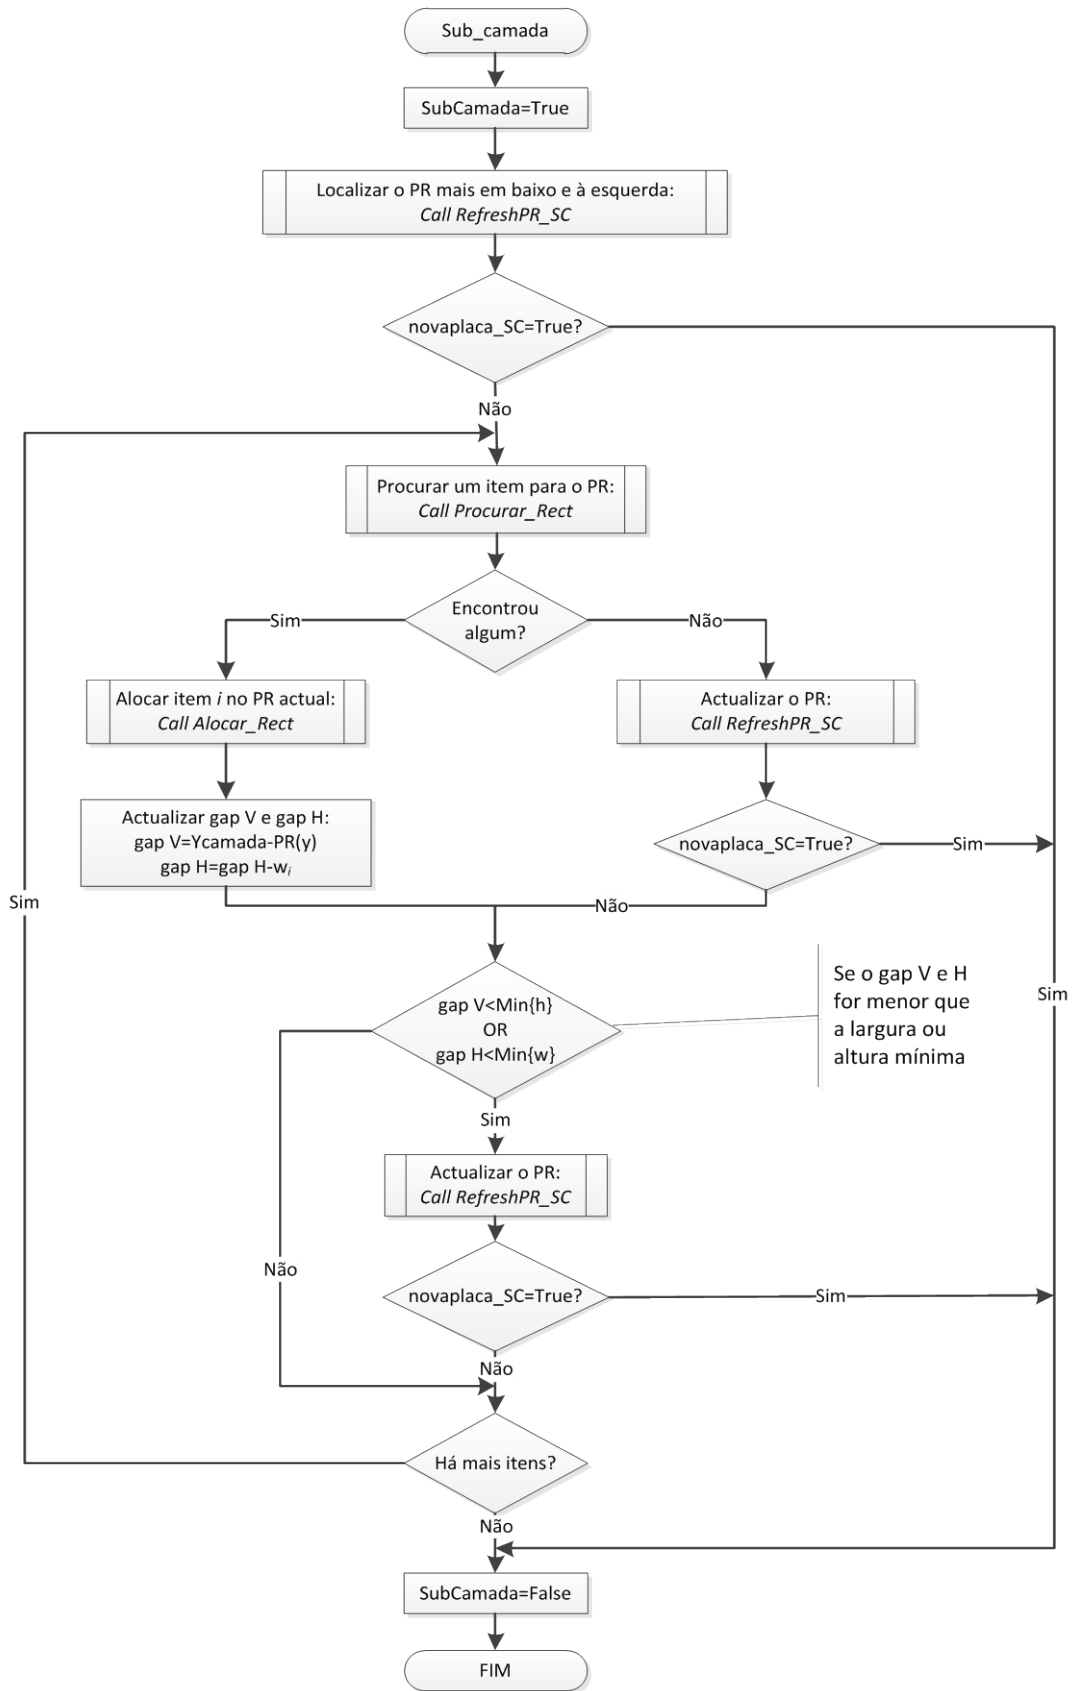 Sub_camada
SubCamada=True
Localizar o PR mais em baixo e à esquerda:
Call RefreshPR_SC
novaplaca_SC=True?
Não
Procurar um item para o PR:
Call Procurar_Rect
Encontrou
algum?
Sim
Não
Alocar item i no PR actual:
Call Alocar_Rect
Actualizar o PR:
Call RefreshPR_SC
Actualizar gap V e gap H:
gap V=Ycamada-PR(y)
gap H=gap H-wi
novaplaca_SC=True?
Sim
Sim
Não
gap V<Min{h}
OR
gap H<Min{w}
Se o gap V e H
for menor que
a largura ou
altura mínima
Sim
Sim
Actualizar o PR:
Call RefreshPR_SC
Não
novaplaca_SC=True?
Sim
Não
Há mais itens?
Não
SubCamada=False
FIM